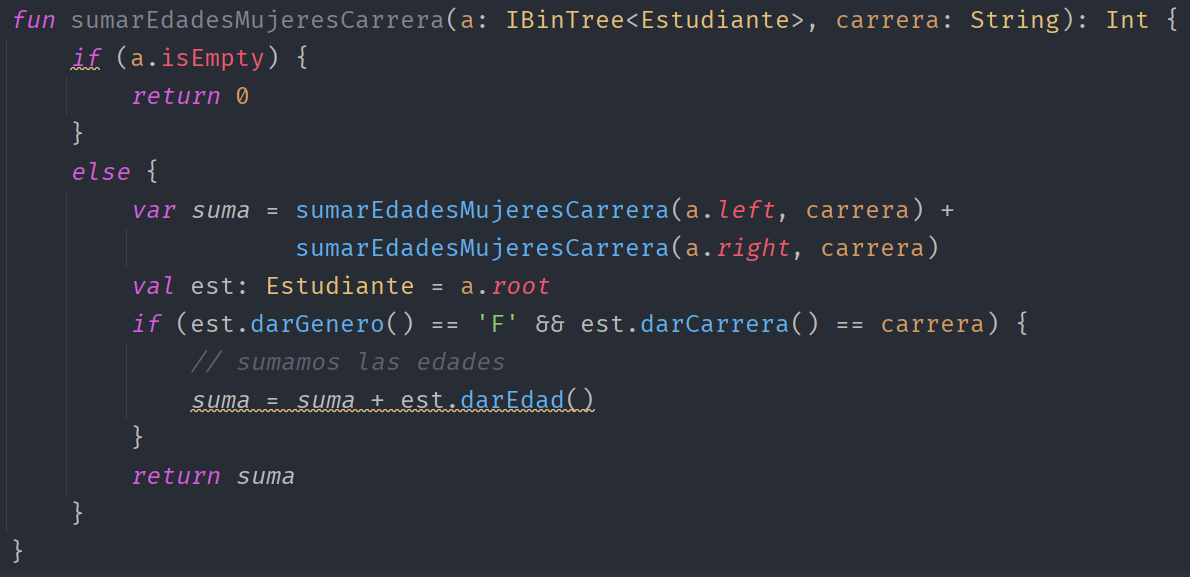 fun sumarEdadesMujeresCarrera(a: IBinTree<Estudiante>, carrera: String): Int {
    if (a.isEmpty) {
        return 0
    }
    else {
        var suma = sumarEdadesMujeresCarrera(a.left, carrera) +
                   sumarEdadesMujeresCarrera(a.right, carrera)
        val est: Estudiante = a.root
        if (est.darGenero() == 'F' && est.darCarrera() == carrera) {
            // sumamos las edades
            suma = suma + est.darEdad()
        }
        return suma
    }
}